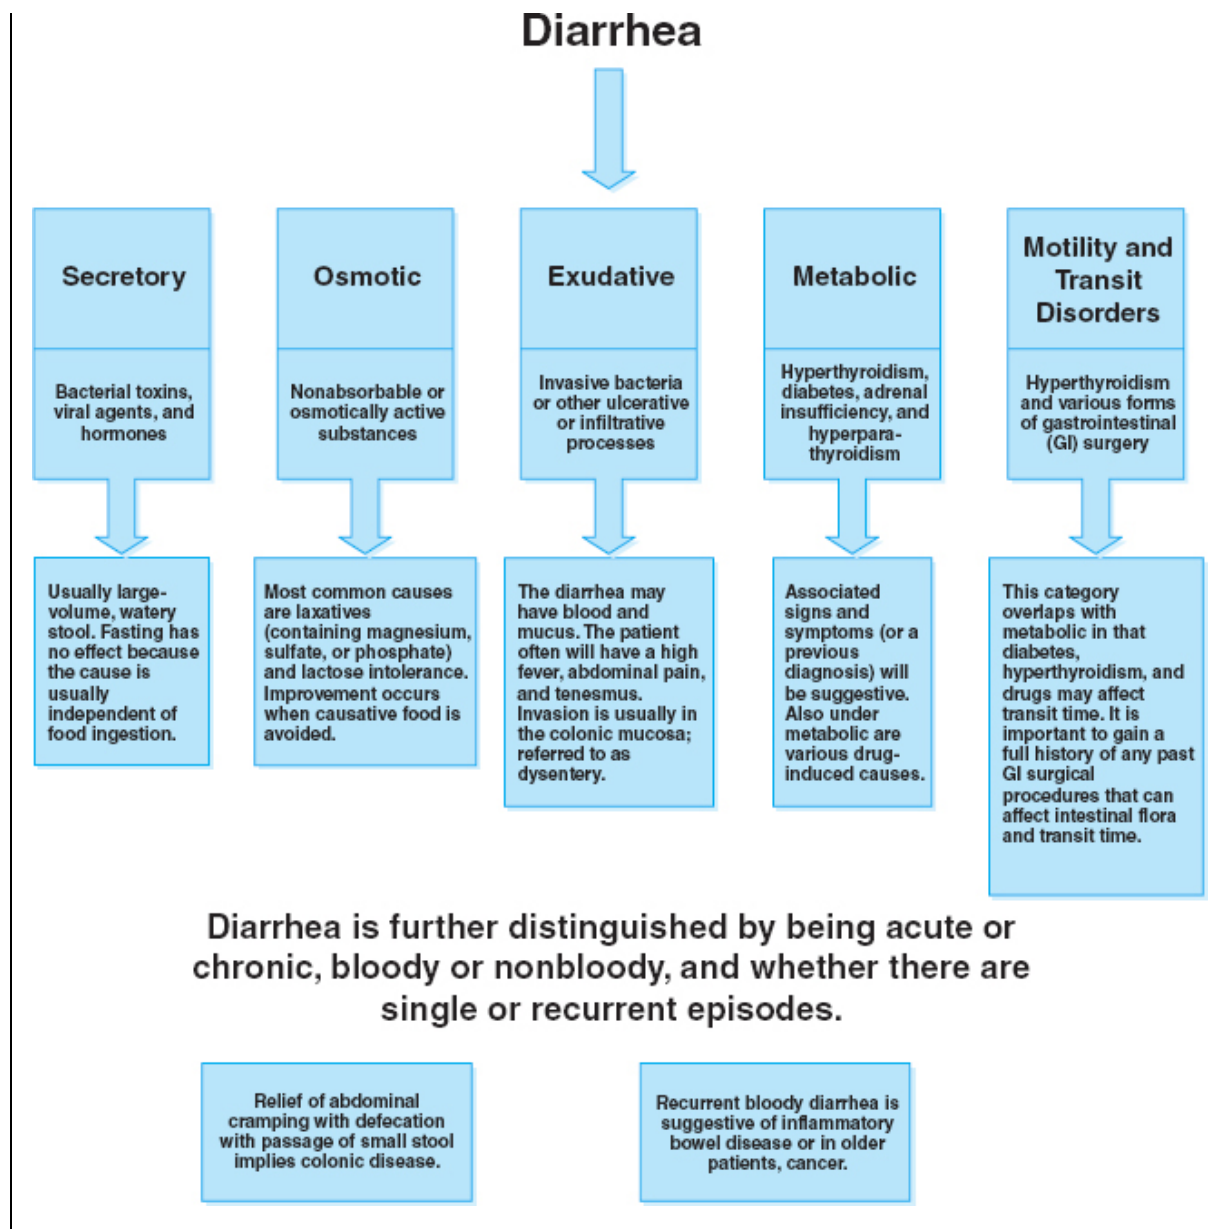 Diarrhea
Secretory
Bacterial toxins,
viral agents, and
hormones
Usually large-
volume, watery
stool. Fasting has
no effect because
the cause is
usually
independent of
food ingestion.
Osmotic
Nonabsorbable or
osmotically active
substances
Most common causes
are laxatives
(containing magnesium,
sulfate, or phosphate)
and lactose intolerance.
Improvement occurs
when causative food is
avoided.
Exudative
Invasive bacteria
or other ulcerative
or infiltrative
processes
The diarrhea may
have blood and
mucus. The patient
often will have a high
fever, abdominal pain,
and tenesmus.
Invasion is usually in
the colonic mucosa;
referred to as
dysentery.
Metabolic
Hyperthyroidism,
diabetes, adrenal
insufficiency, and
hyperpara-
thyroidism
Associated
signs and
symptoms (or a
previous
diagnosis) will
be suggestive.
Also under
metabolic are
various drug-
induced causes.
Motility and
Transit
Disorders
Hyperthyroidism
and various forms
of gastrointestinal
(GI) surgery
This category
overlaps with
metabolic in that
diabetes,
hyperthyroidism, and
drugs may affect
transit time. It is
important to gain a
full history of any past
GI surgical
procedures that can
affect intestinal flora
and transit time.
Diarrhea is further distinguished by being acute or
chronic, bloody or nonbloody, and whether there are
single or recurrent episodes.
Relief of abdominal
cramping with defecation
with passage of small stool
implies colonic disease.
Recurrent bloody diarrhea is
suggestive of inflammatory
bowel disease or in older
patients, cancer.